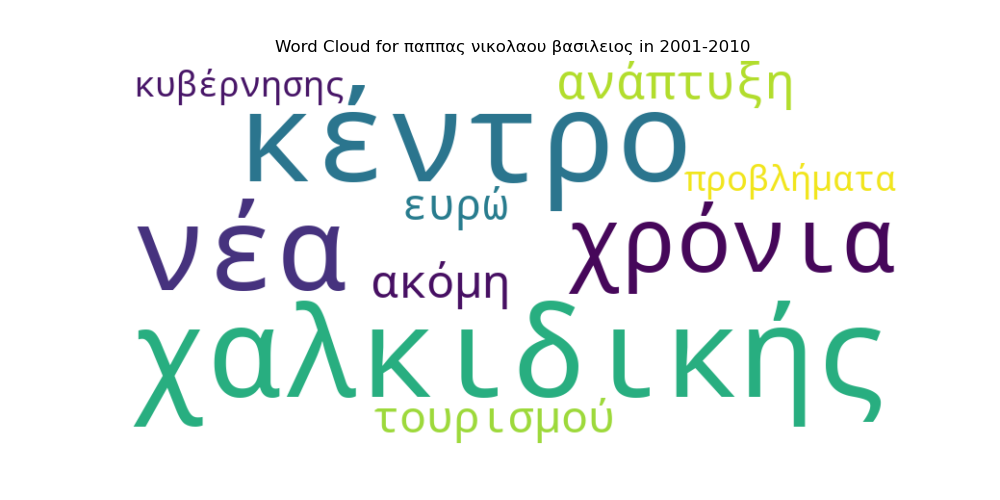 Word Cloud for παππας νικολαου βασιλειος in 2001-2010
κυβέρνησης ανάπτυξη
κέντρο
προβλήματα
ευρώ
νέα χρόνια
ακόμη
χαλκιδικής
τουρισμού